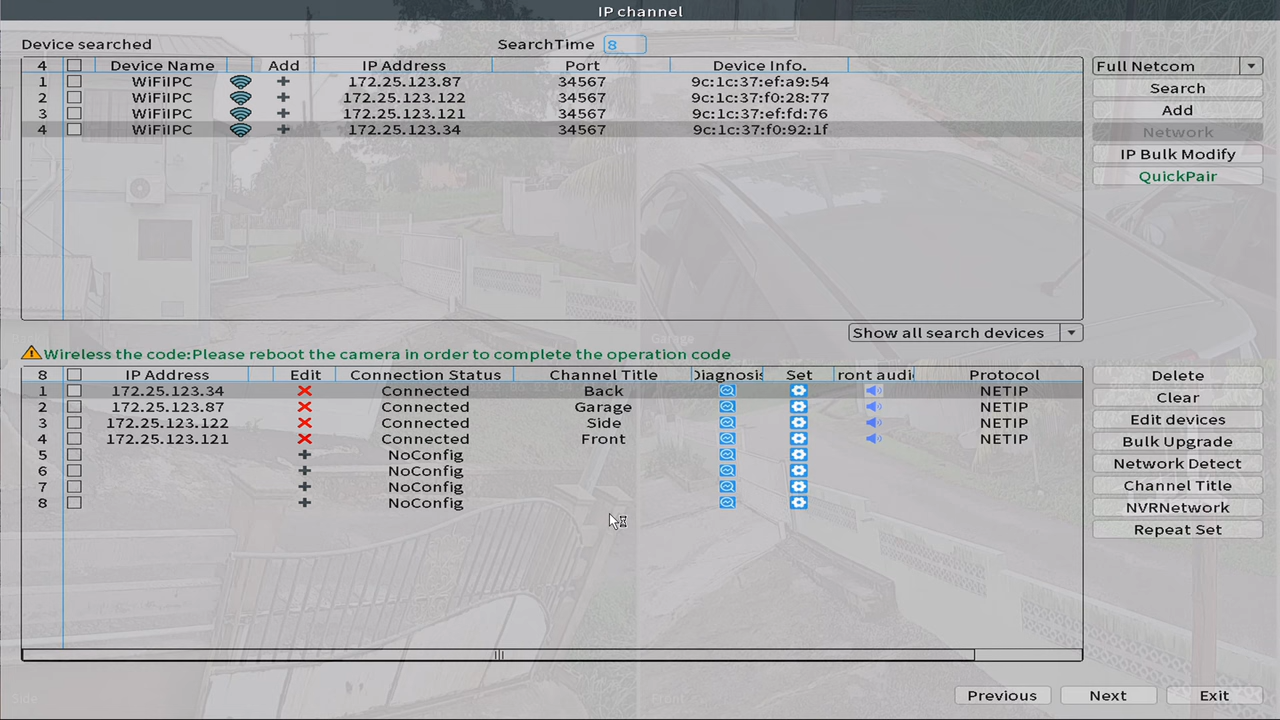 IP channel
Device searched SearchTime 8
4 Device Name Add IP Address Port Device Info. Full Netcom
1 WiFiIPC 172.25.123.87 34567 9c:1c:37:ef:a9:54 Search
2 WiFiIPC 172.25.123.122 34567 9c:1c:37:f0:28:77
3 WiFiIPC 172.25.123.121 34567 9c:1c:37:ef:fd:76 Add
4 WiFiIPC 172.25.123.34 34567 9c:1c:37:f0:92:1f Network
IP Bulk Modify
QuickPair
Show all search devices
Garage
Wireless the code:Please reboot the camera in order to complete the operation code
8 IP Address Edit Connection Status Channel Title Diagnosis Set ront audi Protocol Delete
1 172.25.123.34 Connected Back NETIP Clear
2 172.25.123.87 Connected Garage NETIP
3 172.25.123.122 Connected Side NETIP Edit devices
4 172.25.123.121 Connected Front NETIP Bulk Upgrade
5 NoConfig Network Detect
6 NoConfig
7 NoConfig Channel Title
8 NoConfig NVRNetwork
Repeat Set
Side
Previous Next Exit